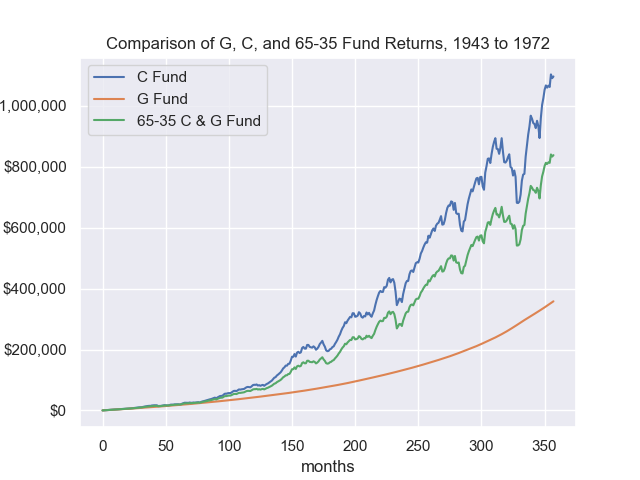 Comparison of G, C, and 65-35 Fund Returns, 1943 to 1972
C Fund
G Fund
65-35 C & G Fund
1,000,000
$800,000
$600,000
$400,000
$200,000
$0
0 50 100 150 200 250 300 350
months